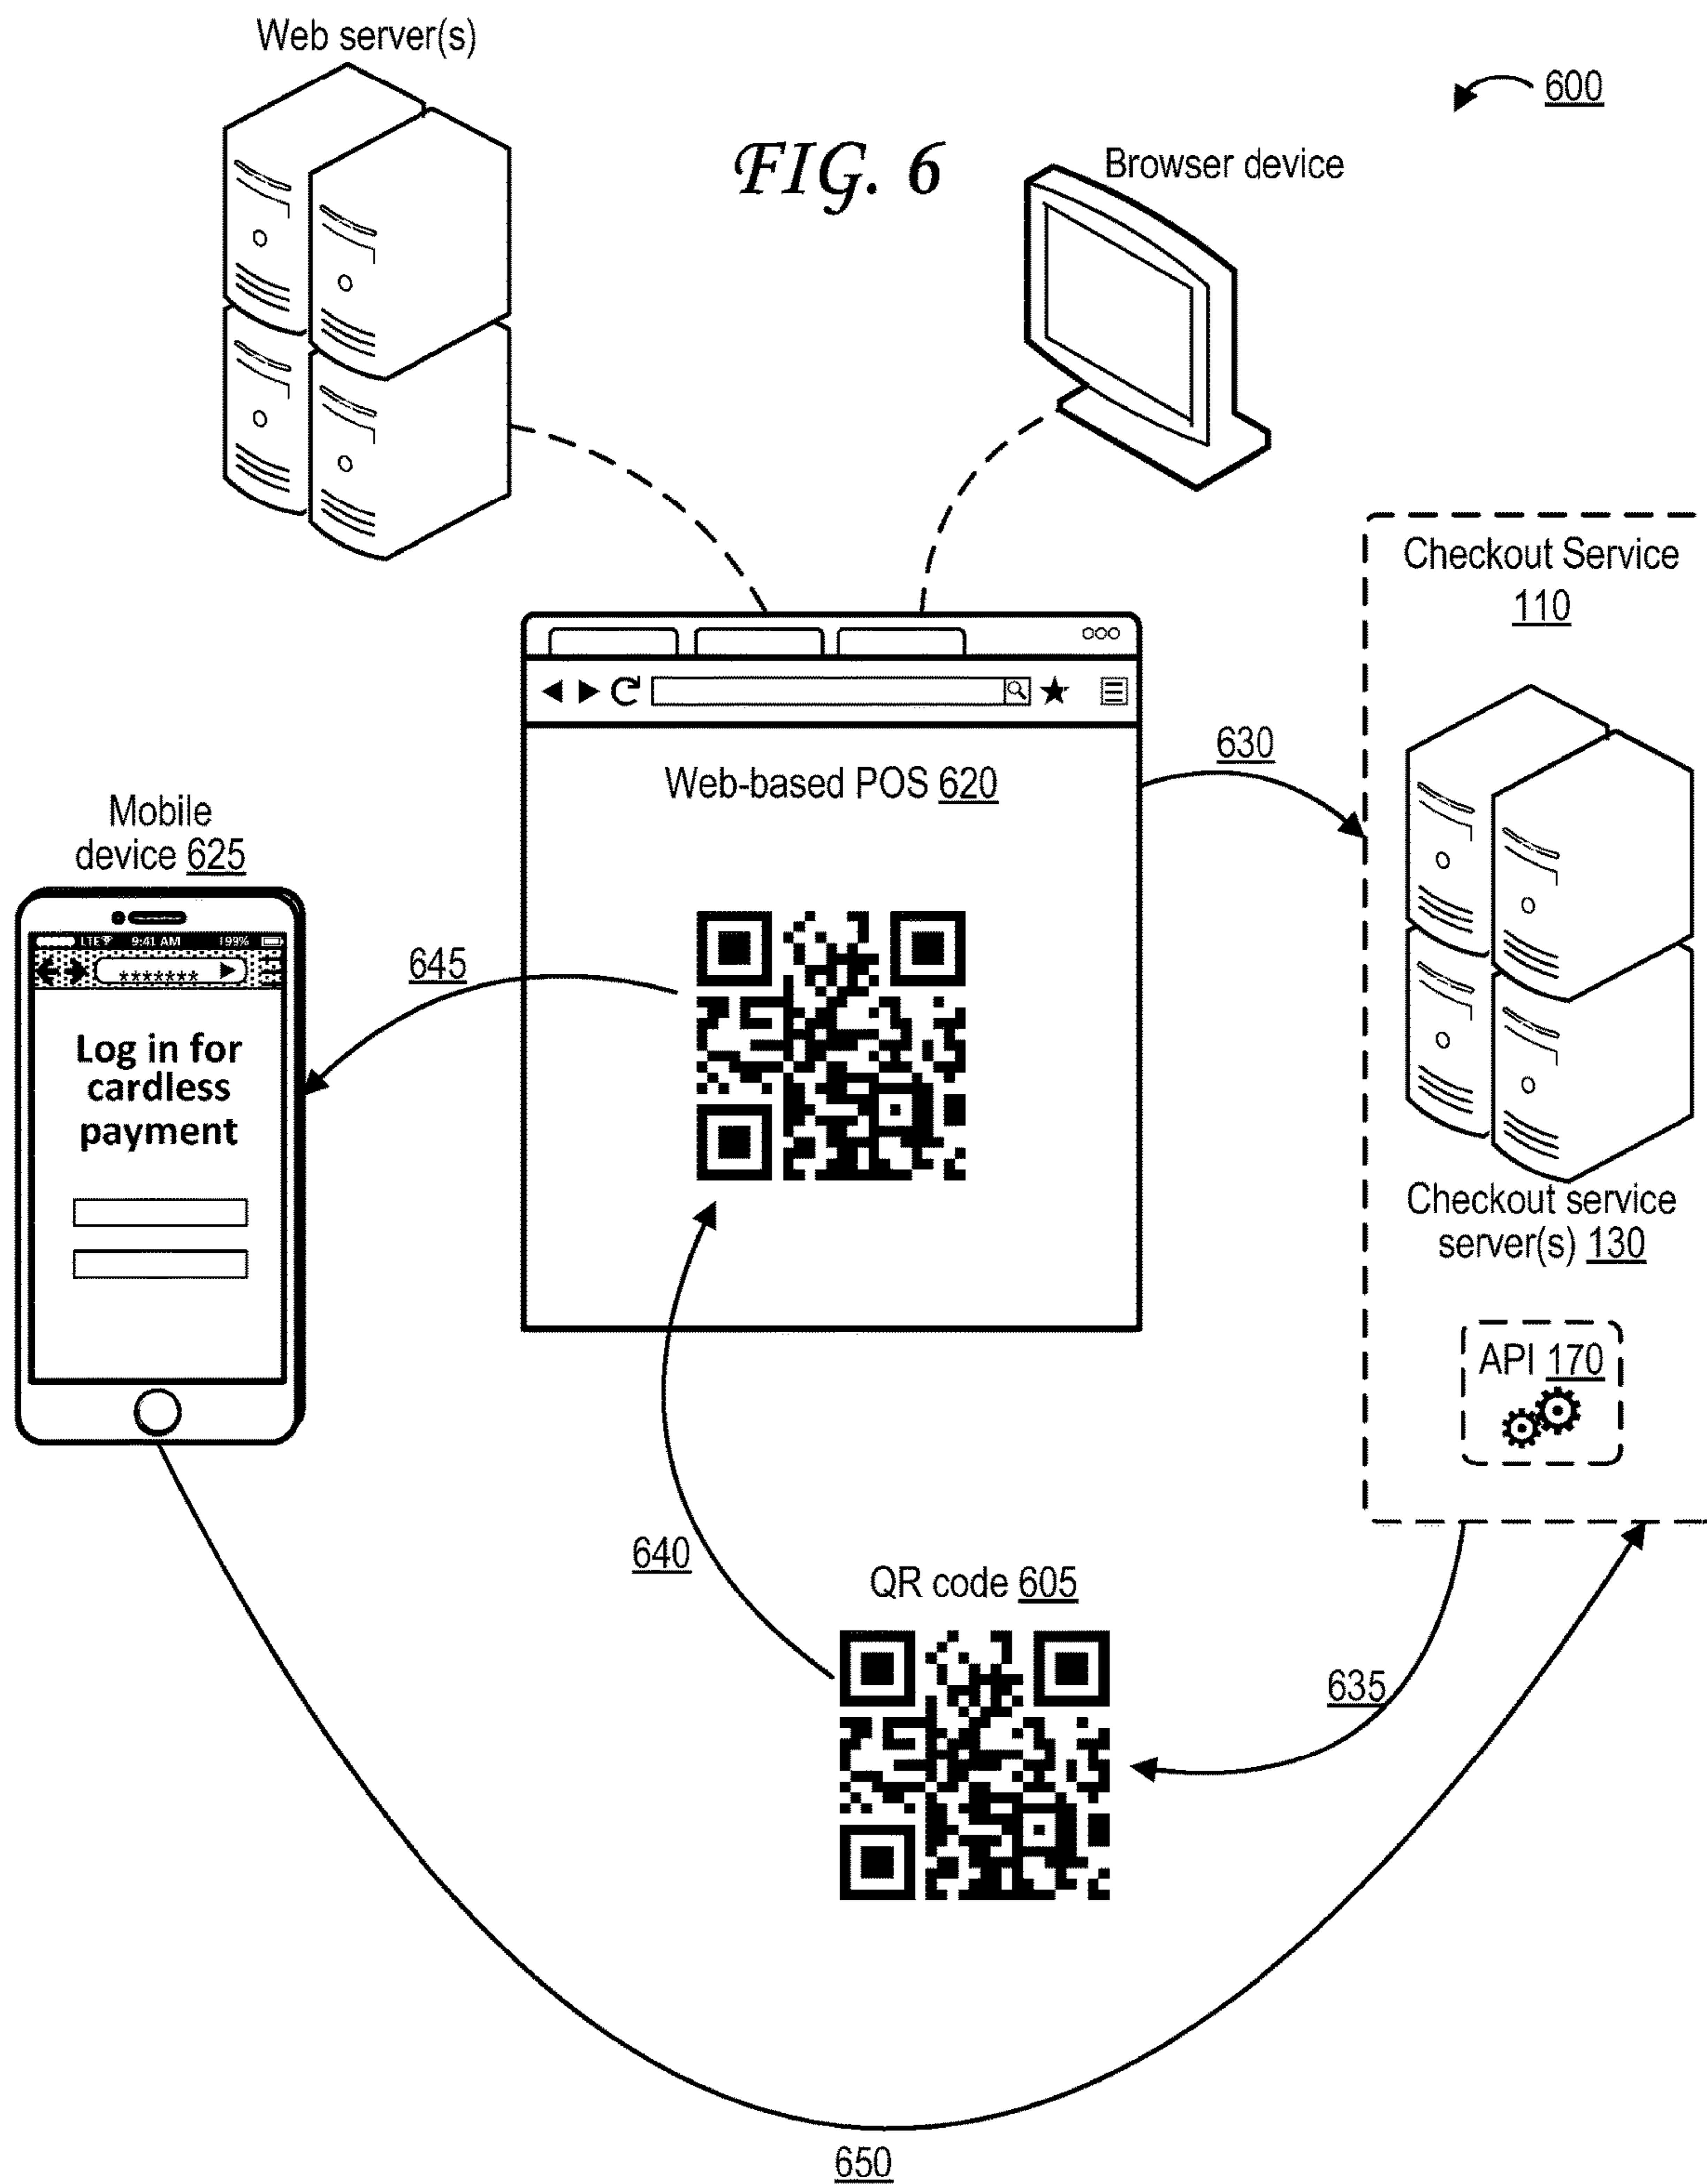 Web server(s)
600
FIG. 6
Browser device
Checkout Service
110
630
Web-based POS 620
Mobile
device 625
LTE 9:41 AM 199%
*******
645
Log in for
cardless
payment
Checkout service
server(s) 130
API 170
640
QR code 605
635
650